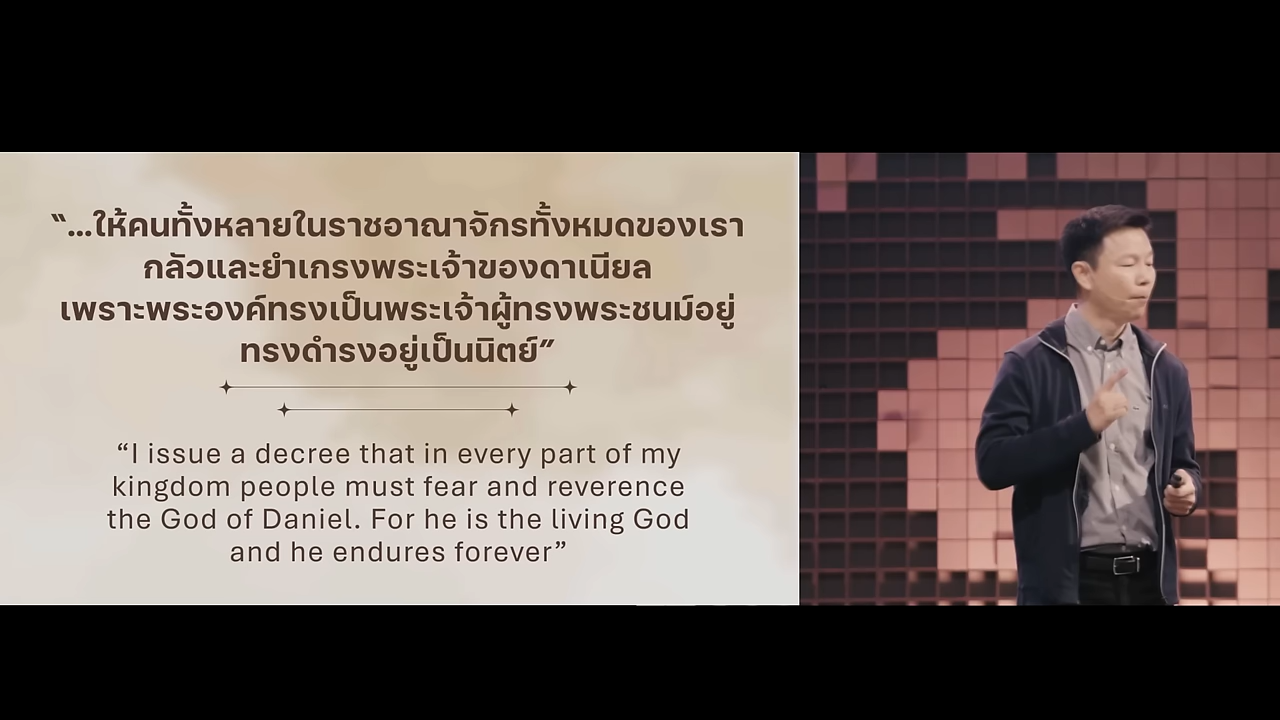 “...ให้คนทั้งหลายในราชอาณาจักรทั้งหมดของเรา
กลัวและยำเกรงพระเจ้าของดาเนียล
เพราะพระองค์ทรงเป็นพระเจ้าผู้ทรงพระชนม์อยู่
ทรงดำรงอยู่เป็นนิตย์”
“I issue a decree that in every part of my
kingdom people must fear and reverence
the God of Daniel. For he is the living God
and he endures forever”